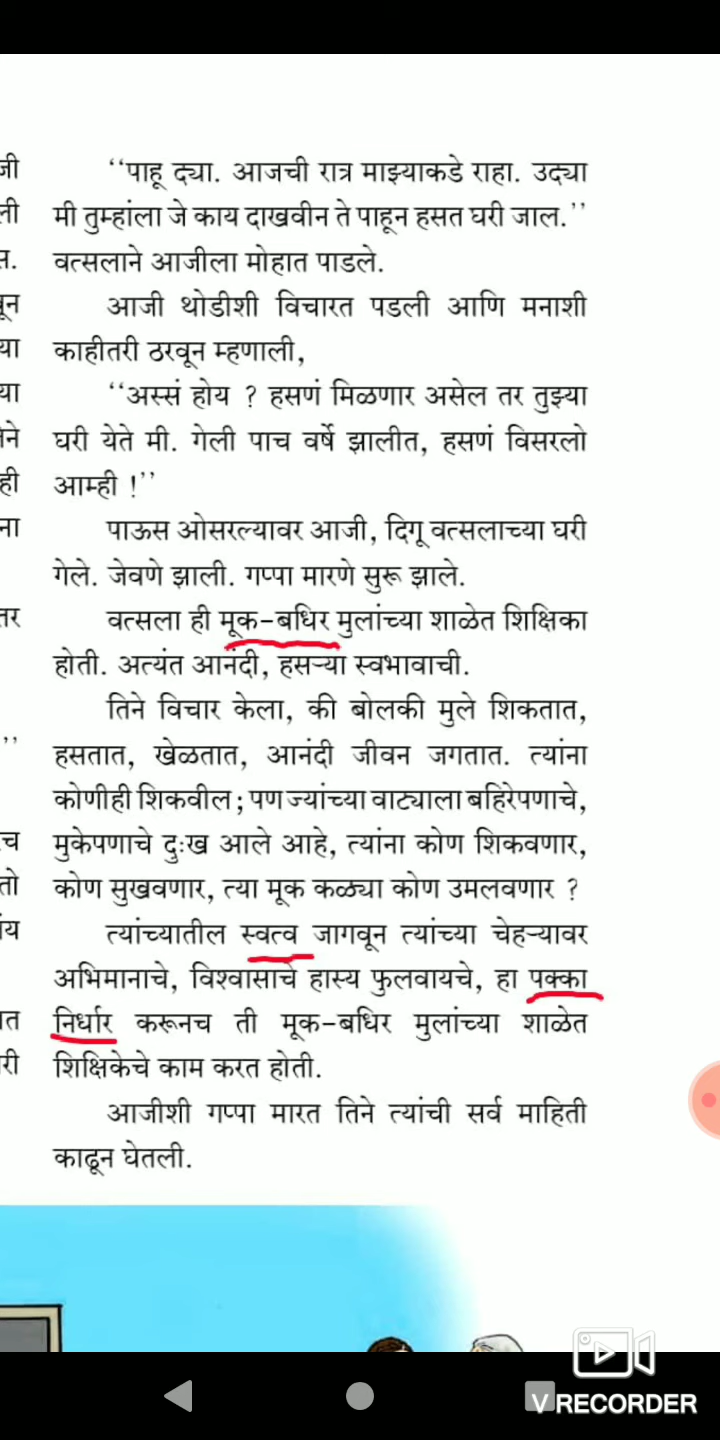 ‘‘पाहू द्या. आजची रात्र माझ्याकडे राहा. उद्या
मी तुम्हांला जे काय दाखवीन ते पाहून हसत घरी जाल.’’
वत्सलाने आजीला मोहात पाडले.
आजी थोडीशी विचारत पडली आणि मनाशी
काहीतरी ठरवून म्हणाली,
‘‘अस्सं होय ? हसणं मिळणार असेल तर तुझ्या
घरी येते मी. गेली पाच वर्षे झालीत, हसणं विसरलो
आम्ही !’’
पाऊस ओसरल्यावर आजी, दिगू वत्सलाच्या घरी
गेले. जेवणे झाली. गप्पा मारणे सुरू झाले.
वत्सला ही मूक-बधिर मुलांच्या शाळेत शिक्षिका
होती. अत्यंत आनंदी, हसऱ्या स्वभावाची.
तिने विचार केला, की बोलकी मुले शिकतात,
हसतात, खेळतात, आनंदी जीवन जगतात. त्यांना
कोणीही शिकवील; पण ज्यांच्या वाट्याला बहिरेपणाचे,
मुकेपणाचे दुःख आले आहे, त्यांना कोण शिकवणार,
कोण सुखवणार, त्या मूक कळ्या कोण उमलवणार ?
त्यांच्यातील स्वत्व जागवून त्यांच्या चेहऱ्यावर
अभिमानाचे, विश्वासाचे हास्य फुलवायचे, हा पक्का
निर्धार करूनच ती मूक-बधिर मुलांच्या शाळेत
शिक्षिकेचे काम करत होती.
आजीशी गप्पा मारत तिने त्यांची सर्व माहिती
काढून घेतली.
V RECORDER